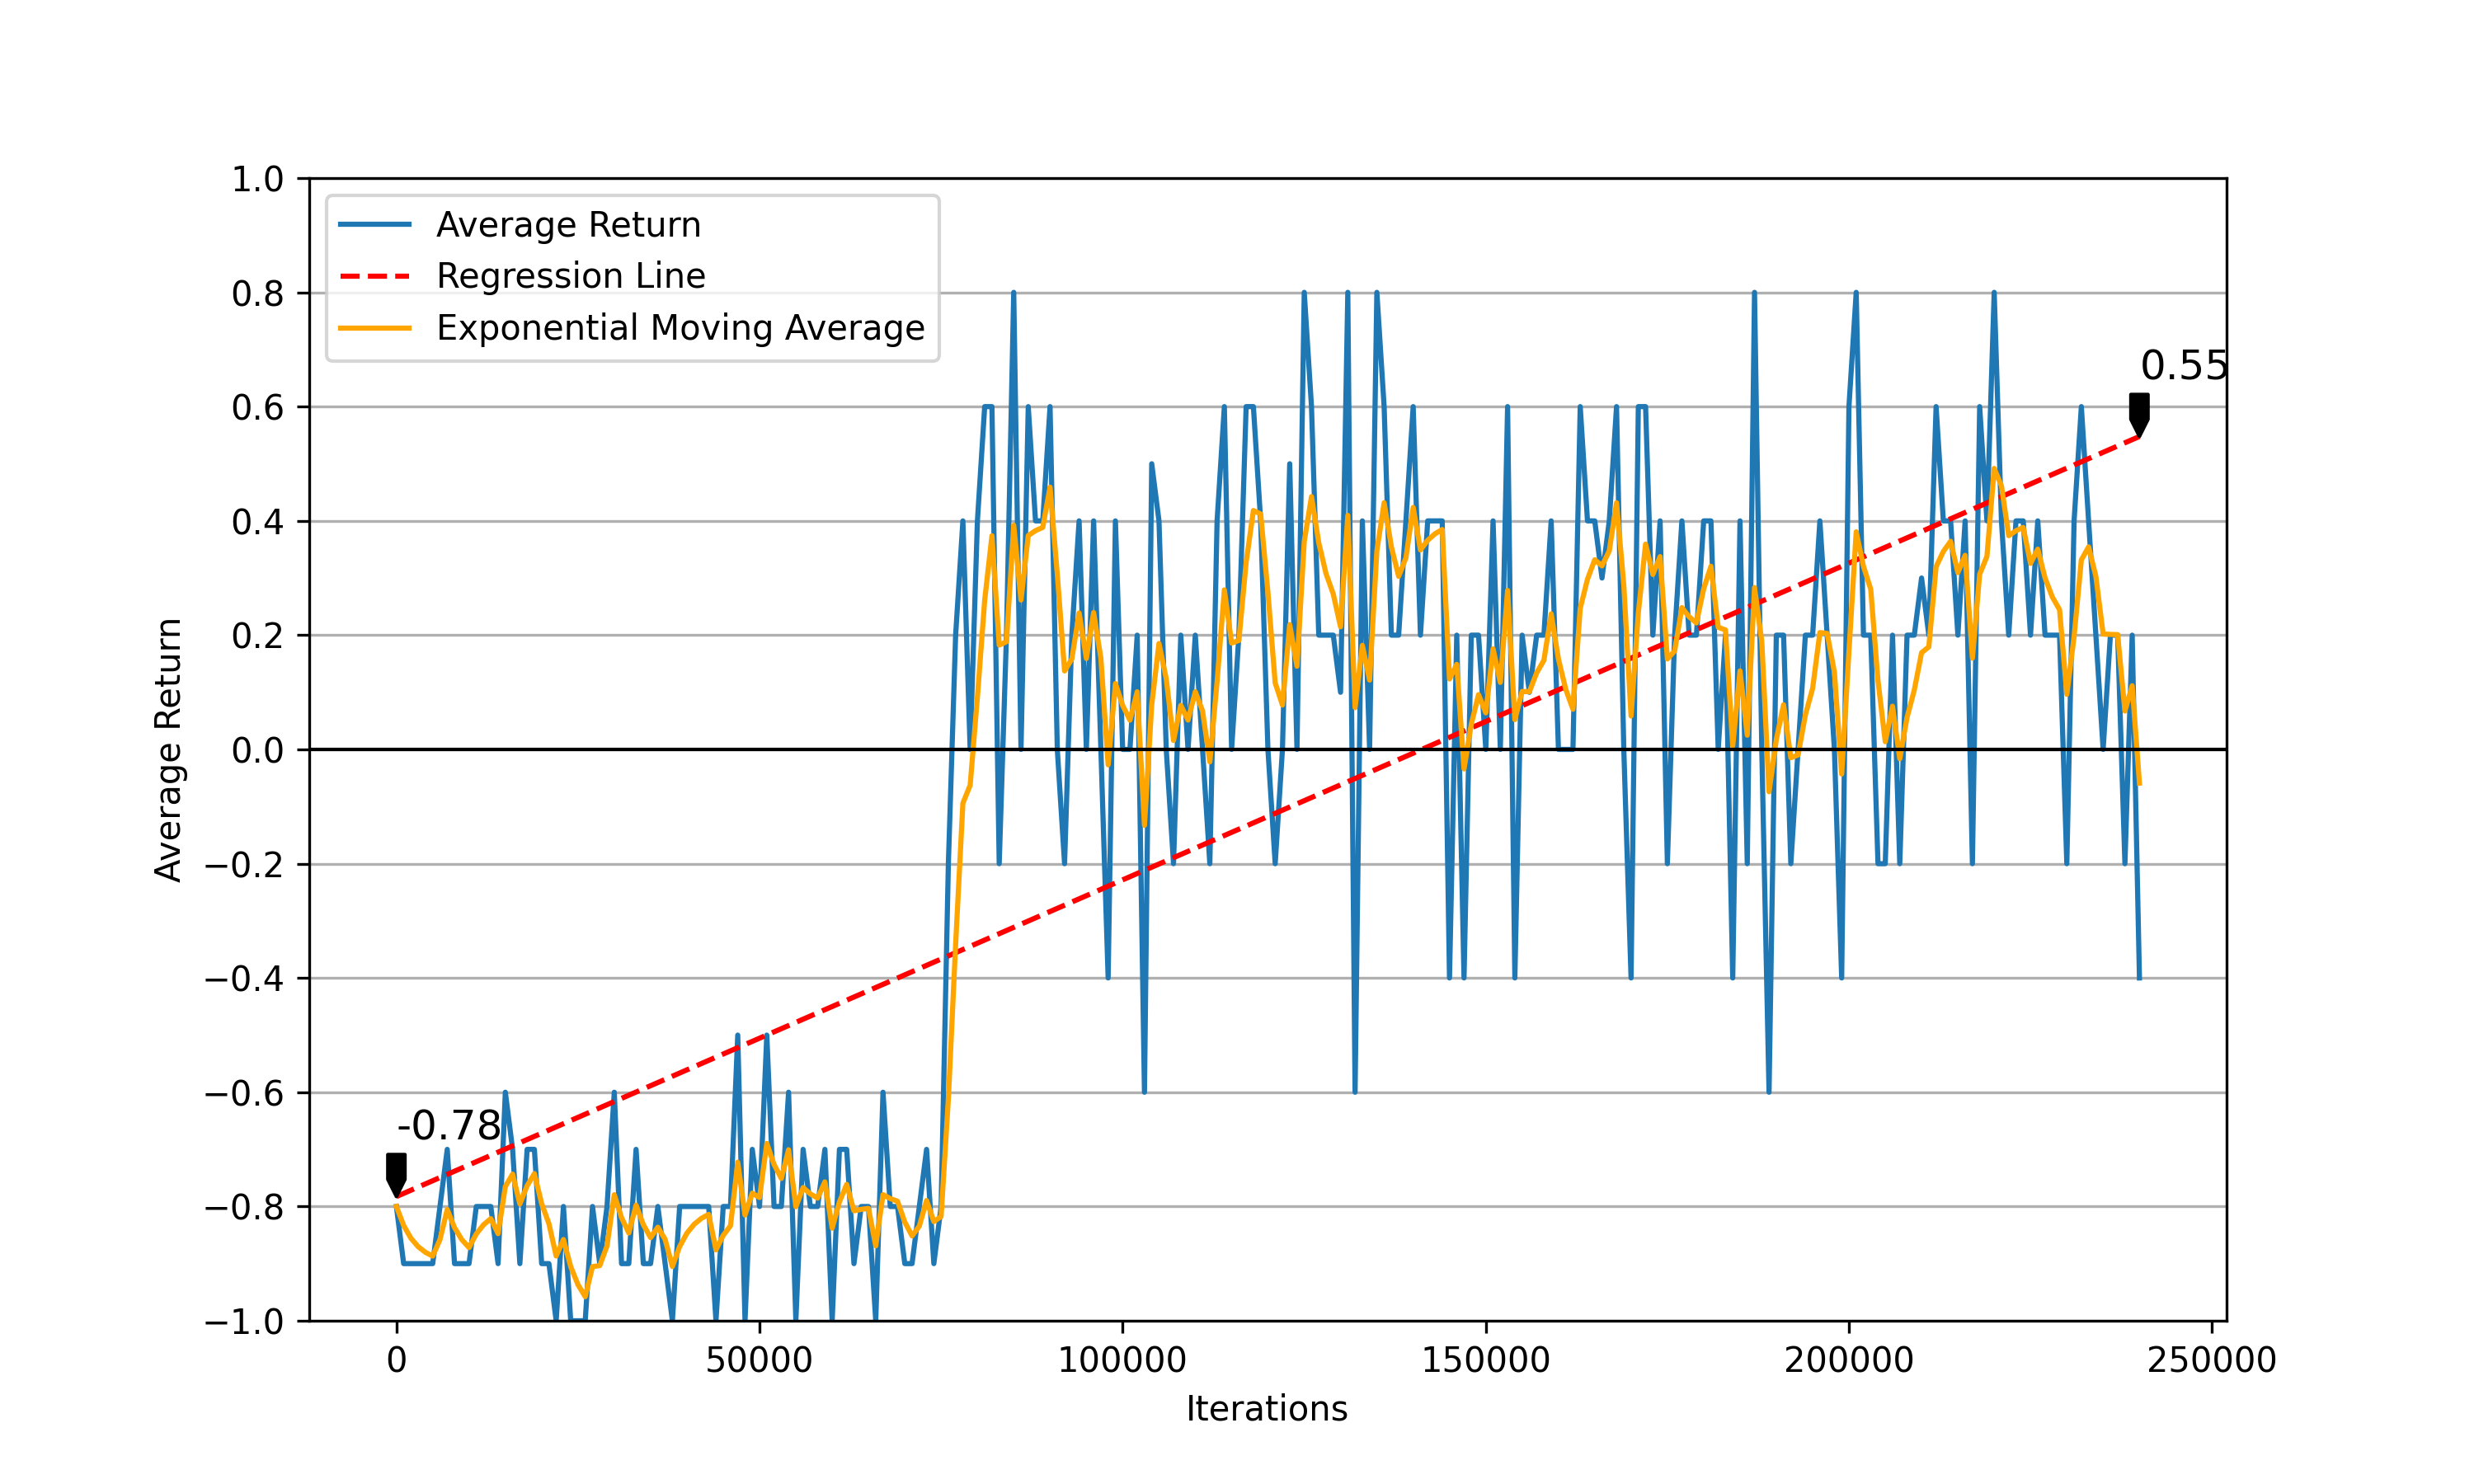 1.0
0.8
0.6
0.4
0.2
0.0
−0.2
−0.4
−0.6
−0.8
−1.0
Average Return
Average Return
Regression Line
Exponential Moving Average
0.55
-0.78
0 50000 100000 150000 200000 250000
Iterations